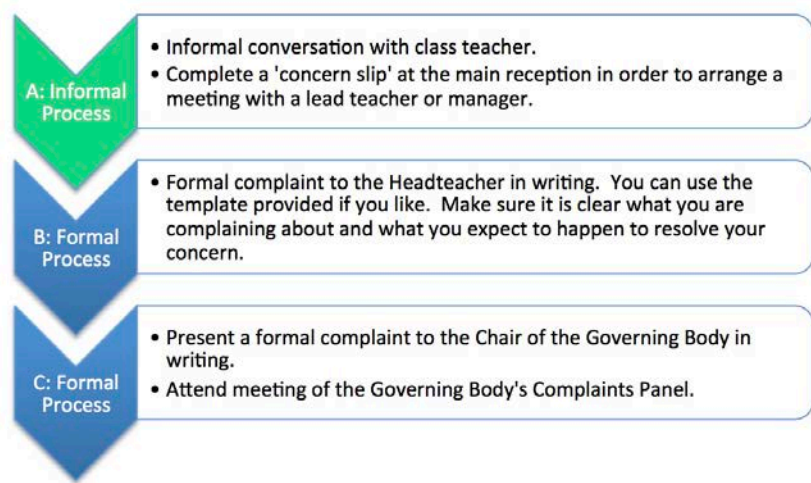 A: Informal
Process
• Informal conversation with class teacher.
• Complete a 'concern slip' at the main reception in order to arrange a
meeting with a lead teacher or manager.
B: Formal
Process
• Formal complaint to the Headteacher in writing.  You can use the
template provided if you like.  Make sure it is clear what you are
complaining about and what you expect to happen to resolve your
concern.
C: Formal
Process
• Present a formal complaint to the Chair of the Governing Body in
writing.
• Attend meeting of the Governing Body's Complaints Panel.